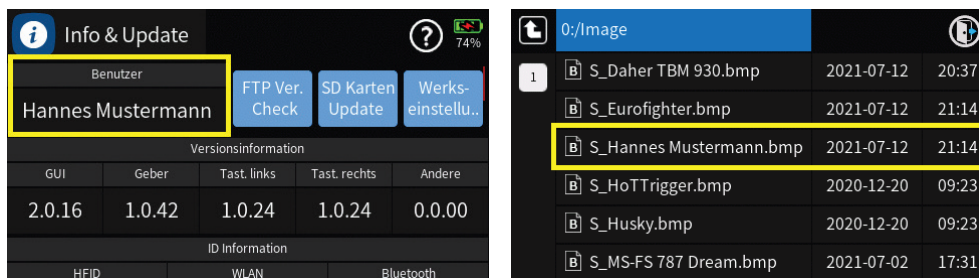 Info & Update
74%
Benutzer
Hannes Mustermann
FTP Ver.
Check
SD Karten
Update
Werks-
einstellu..
Versionsinformation
GUI Geber Tast. links Tast. rechts Andere
2.0.16 1.0.42 1.0.24 1.0.24 0.0.00
ID Information
HFID WLAN Bluetooth
0:/Image
1
B S_Daher TBM 930.bmp 2021-07-12 20:37
B S_Eurofighter.bmp 2021-07-12 21:14
B S_Hannes Mustermann.bmp 2021-07-12 21:14
B S_HoTTrigger.bmp 2020-12-20 09:23
B S_Husky.bmp 2020-12-20 09:23
B S_MS-FS 787 Dream.bmp 2021-07-02 17:31